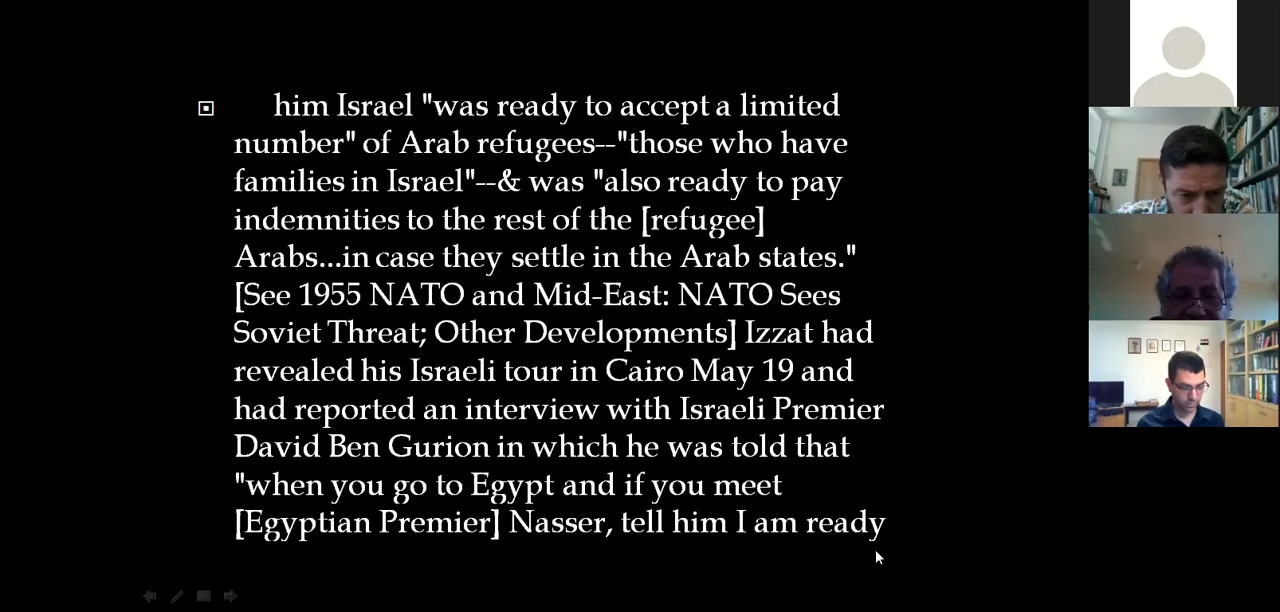 him Israel "was ready to accept a limited
number" of Arab refugees--"those who have
families in Israel"--& was "also ready to pay
indemnities to the rest of the [refugee]
Arabs...in case they settle in the Arab states."
[See 1955 NATO and Mid-East: NATO Sees
Soviet Threat; Other Developments] Izzat had
revealed his Israeli tour in Cairo May 19 and
had reported an interview with Israeli Premier
David Ben Gurion in which he was told that
"when you go to Egypt and if you meet
[Egyptian Premier] Nasser, tell him I am ready